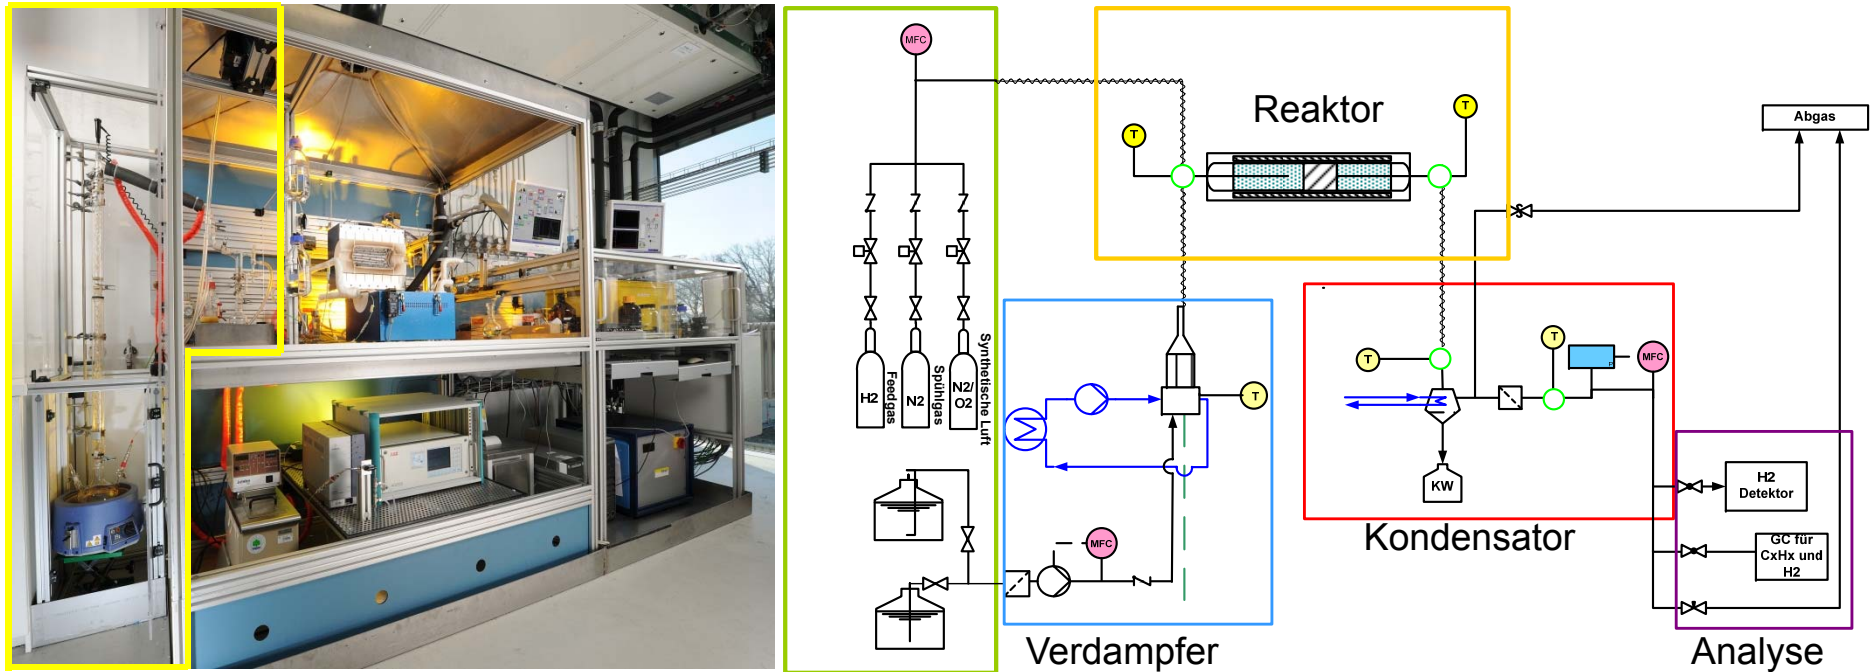 MFC
H2
Feedgas
N2
Spühlgas
N2/
O2
Synthetische Luft
Reaktor
T
T
Abgas
T
MFC
Verdampfer
T
T
MFC
KW
Kondensator
H2
Detektor
GC für
CxHx und
H2
Analyse